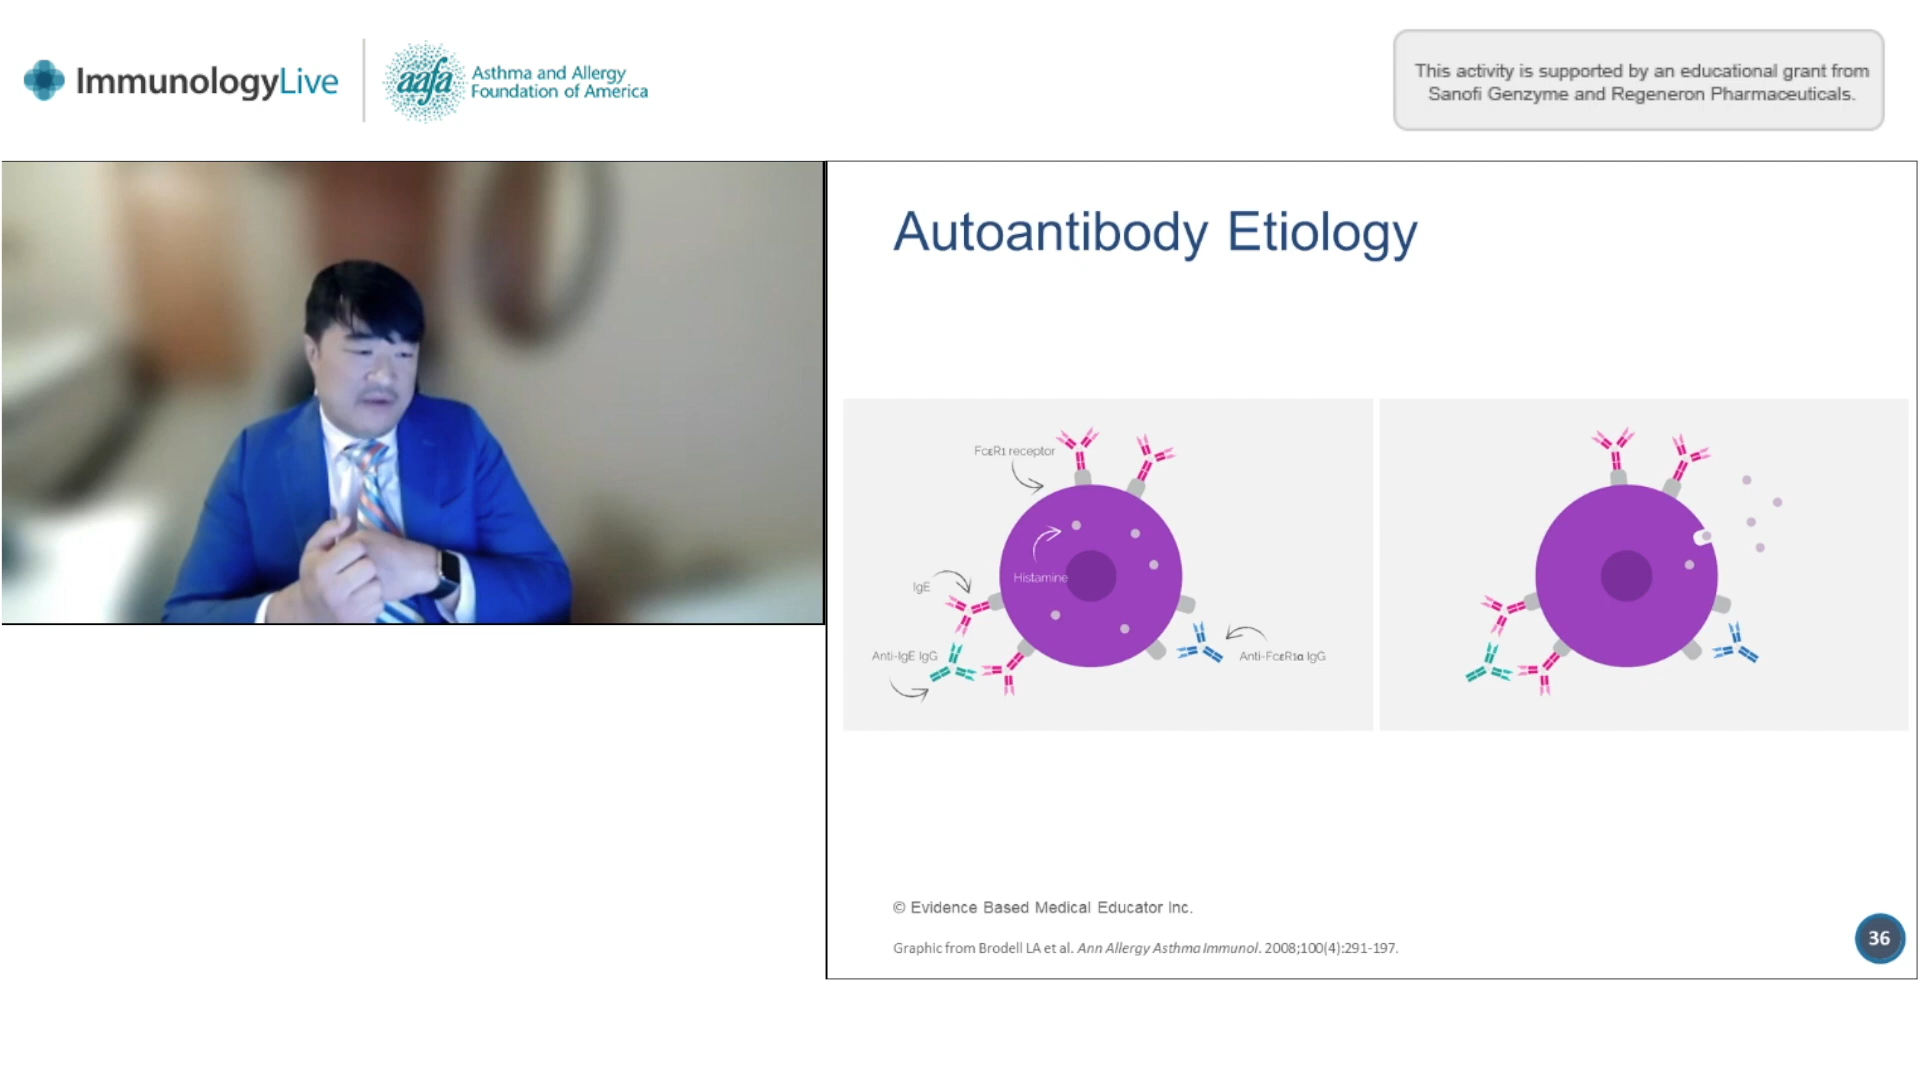 ImmunologyLive
aafa
Asthma and Allergy
Foundation of America
This activity is supported by an educational grant from
Sanofi Genzyme and Regeneron Pharmaceuticals.
Autoantibody Etiology
FcεR1 receptor
Histamine
IgE
Anti-IgE IgG
Anti-FcεR1α IgG
© Evidence Based Medical Educator Inc.
Graphic from Brodell LA et al. Ann Allergy Asthma Immunol. 2008;100(4):291-197.
36